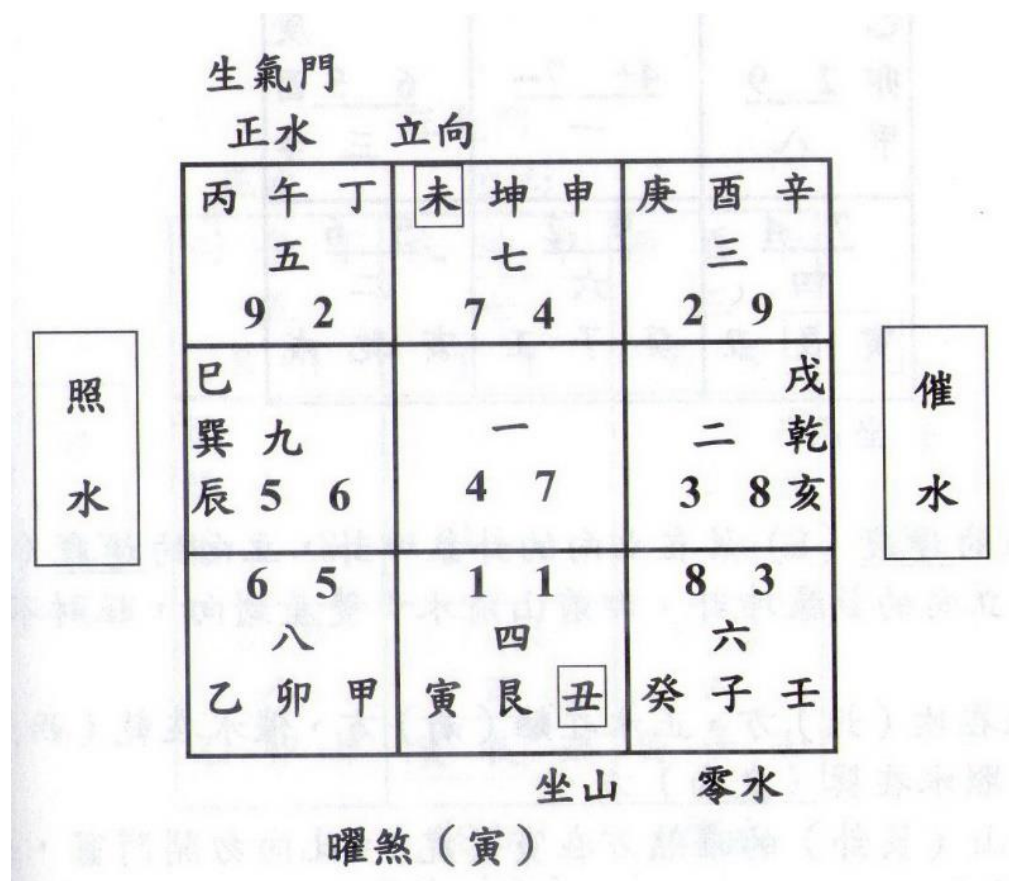 生氣門
正水 立向
丙 午 丁 未 坤 申 庚 酉 辛
五 七 三
9 2 7 4 2 9
照水
巳 戌
巽 九 一 二 乾
辰 5 6 4 7 3 8 亥
催水
6 5 1 1 8 3
八 四 六
乙 卯 甲 寅 艮 丑 癸 子 壬
坐山 零水
曜煞（寅）